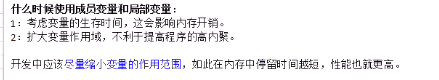 什么时候使用成员变量和局部变量：
1：考虑变量的生存时间，这会影响内存开销。
2：扩大变量作用域，不利于提高程序的高内聚。
开发中应该尽量缩小变量的作用范围，如此在内存中停留时间越短，性能也就更高。